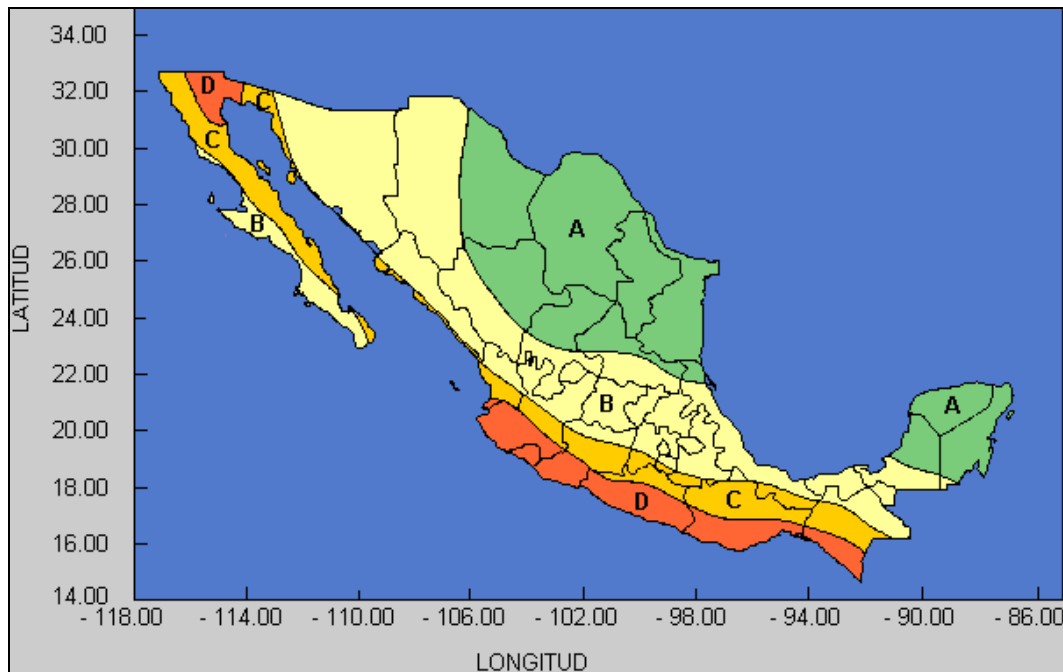 34.00
32.00
30.00
28.00
26.00
24.00
22.00
20.00
18.00
16.00
14.00
LATITUD
D
C
C
B
A
B
A
C
D
- 118.00 - 114.00 - 110.00 - 106.00 - 102.00 - 98.00 - 94.00 - 90.00 - 86.00
LONGITUD